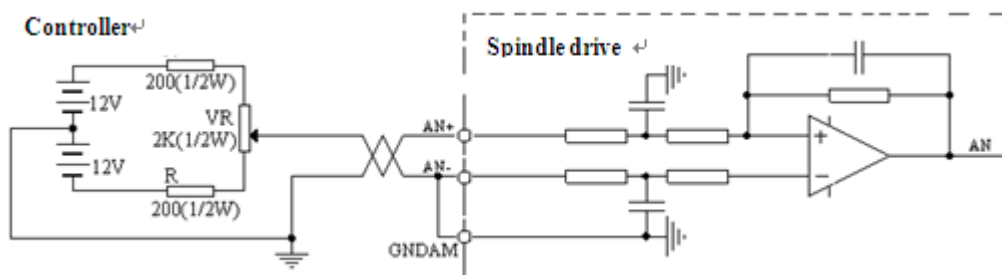 Controller↵
Spindle drive ↵
200(1/2W)
12V
VR
2K(1/2W)
12V
R
200(1/2W)
AN+
AN-
GNDAM
+
−
AN